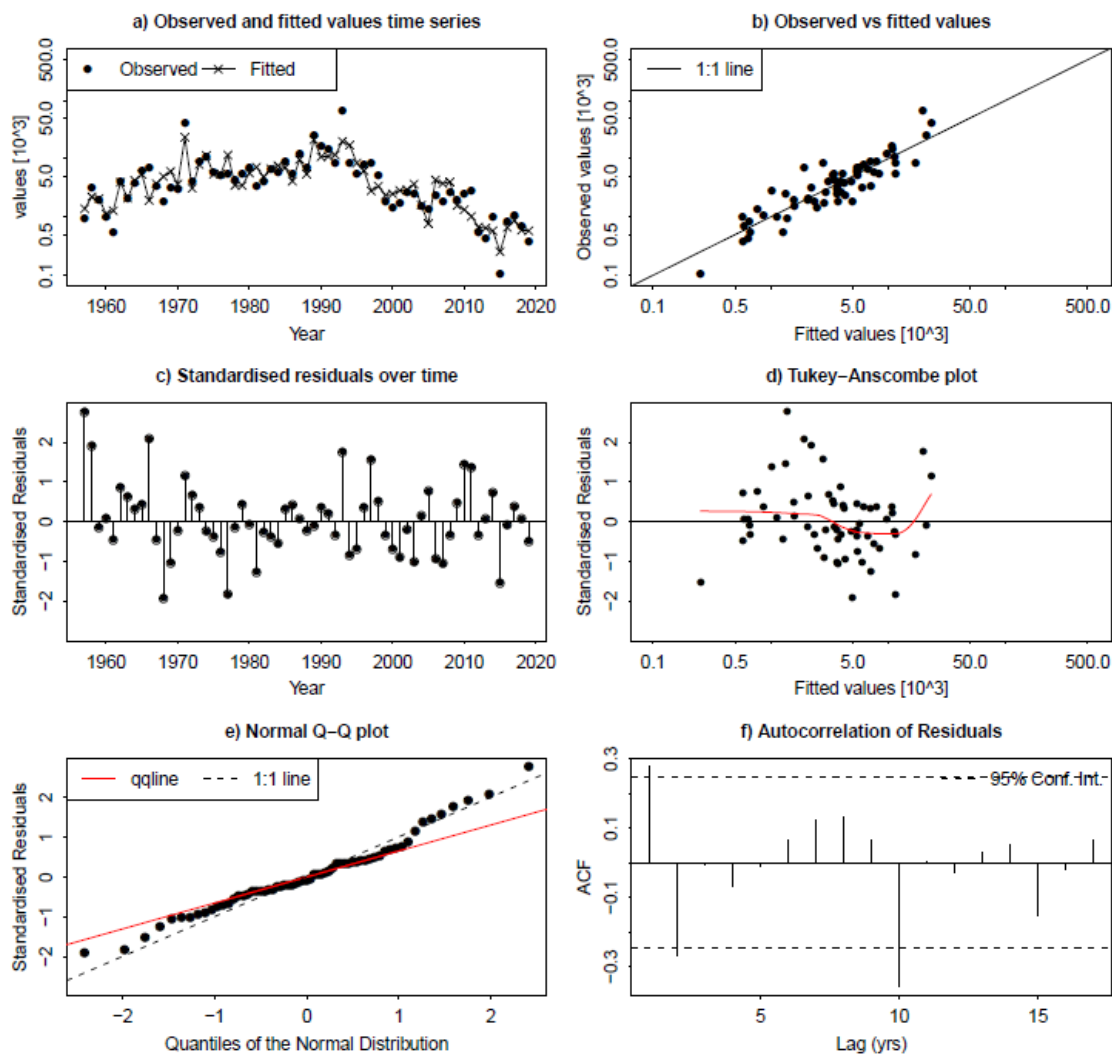 a) Observed and fitted values time series
values [10^3]
500.0
50.0
5.0
0.5
0.1
Observed
Fitted
1960 1970 1980 1990 2000 2010 2020
Year
b) Observed vs fitted values
Observed values [10^3]
500.0
50.0
5.0
0.5
0.1
1:1 line
0.1 0.5 5.0 50.0 500.0
Fitted values [10^3]
c) Standardised residuals over time
Standardised Residuals
2
1
0
−1
−2
1960 1970 1980 1990 2000 2010 2020
Year
d) Tukey−Anscombe plot
Standardised Residuals
2
1
0
−1
−2
0.1 0.5 5.0 50.0 500.0
Fitted values [10^3]
e) Normal Q−Q plot
Standardised Residuals
2
1
0
−1
−2
qqline
1:1 line
−2 −1 0 1 2
Quantiles of the Normal Distribution
f) Autocorrelation of Residuals
ACF
0.3
0.1
−0.1
−0.3
95% Conf. Int.
5 10 15
Lag (yrs)